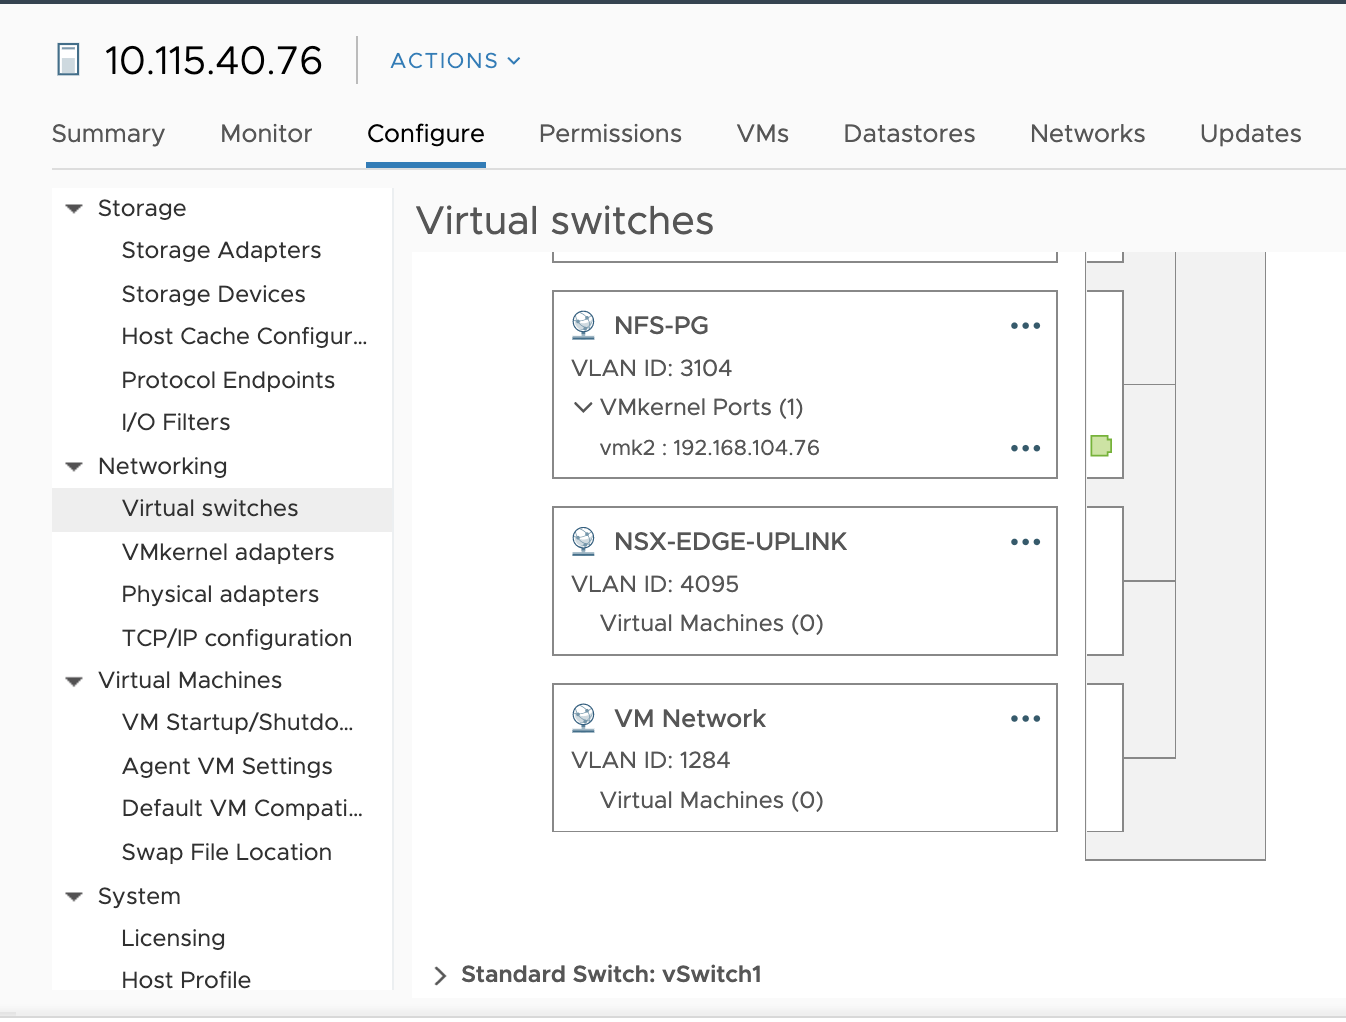 10.115.40.76
ACTIONS
Summary
Monitor
Configure
Permissions
VMs
Datastores
Networks
Updates
Storage
Storage Adapters
Storage Devices
Host Cache Configur...
Protocol Endpoints
I/O Filters
Networking
Virtual switches
VMkernel adapters
Physical adapters
TCP/IP configuration
Virtual Machines
VM Startup/Shutdo...
Agent VM Settings
Default VM Compati...
Swap File Location
System
Licensing
Host Profile
Virtual switches
NFS-PG
VLAN ID: 3104
VMkernel Ports (1)
vmk2 : 192.168.104.76
NSX-EDGE-UPLINK
VLAN ID: 4095
Virtual Machines (0)
VM Network
VLAN ID: 1284
Virtual Machines (0)
Standard Switch: vSwitch1